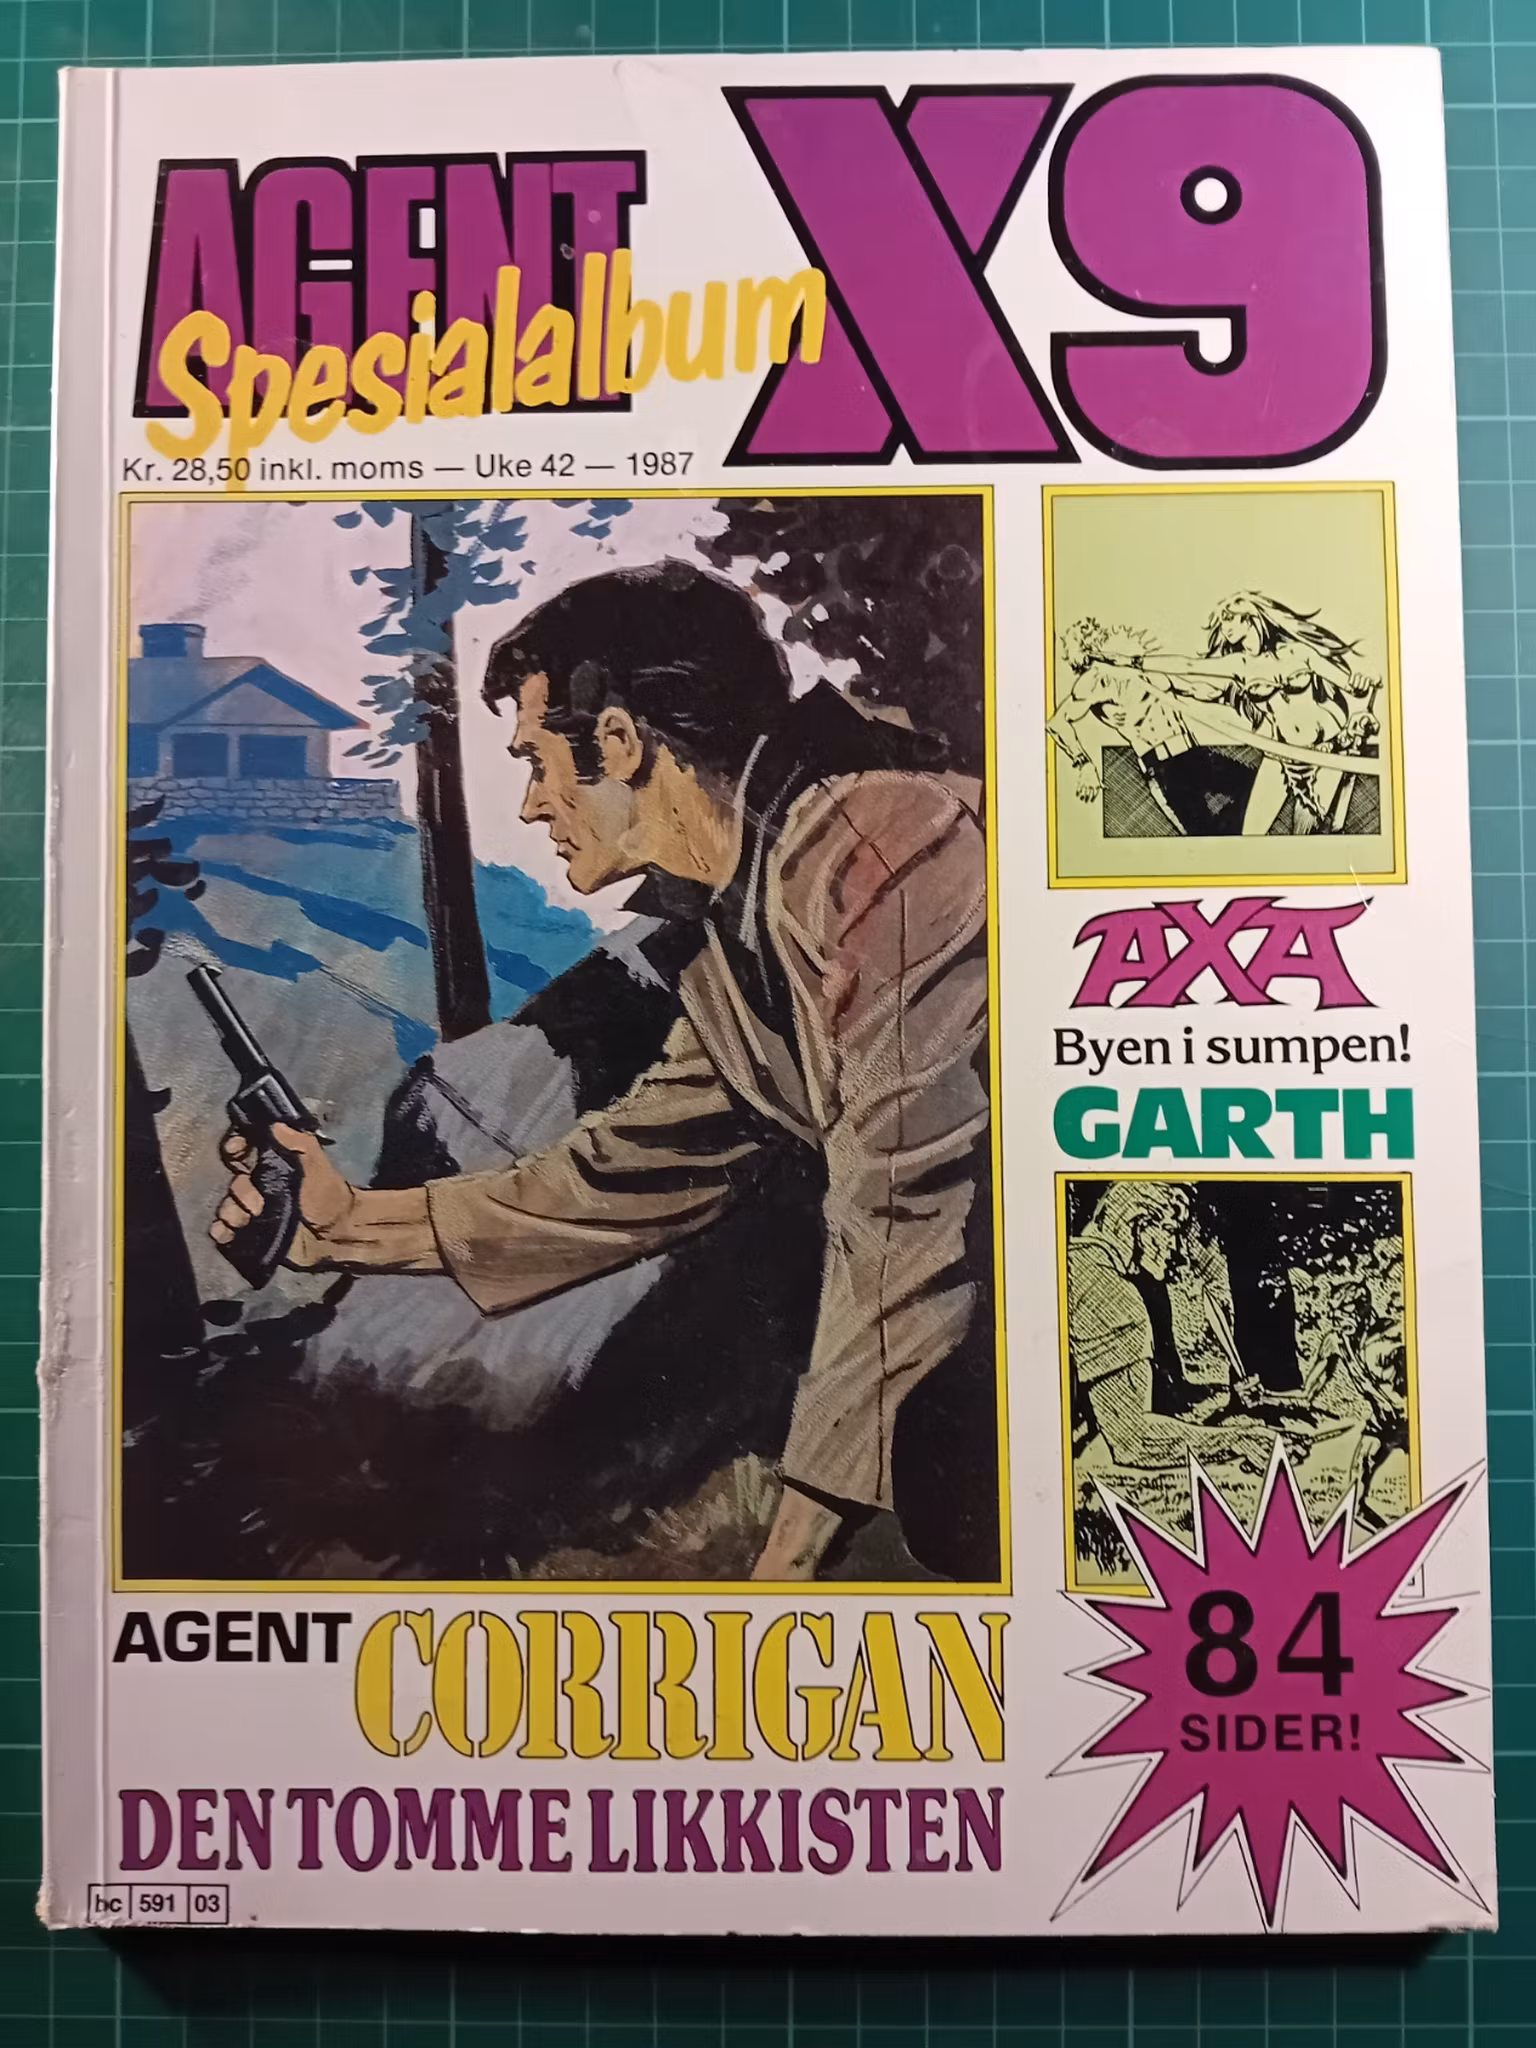 AGENT X9
Spesialalbum
Kr. 28,50 inkl. moms — Uke 42 — 1987
AXA
Byen i sumpen!
GARTH
84
SIDER!
AGENT CORRIGAN
DEN TOMME LIKKISTEN
bc 591 03